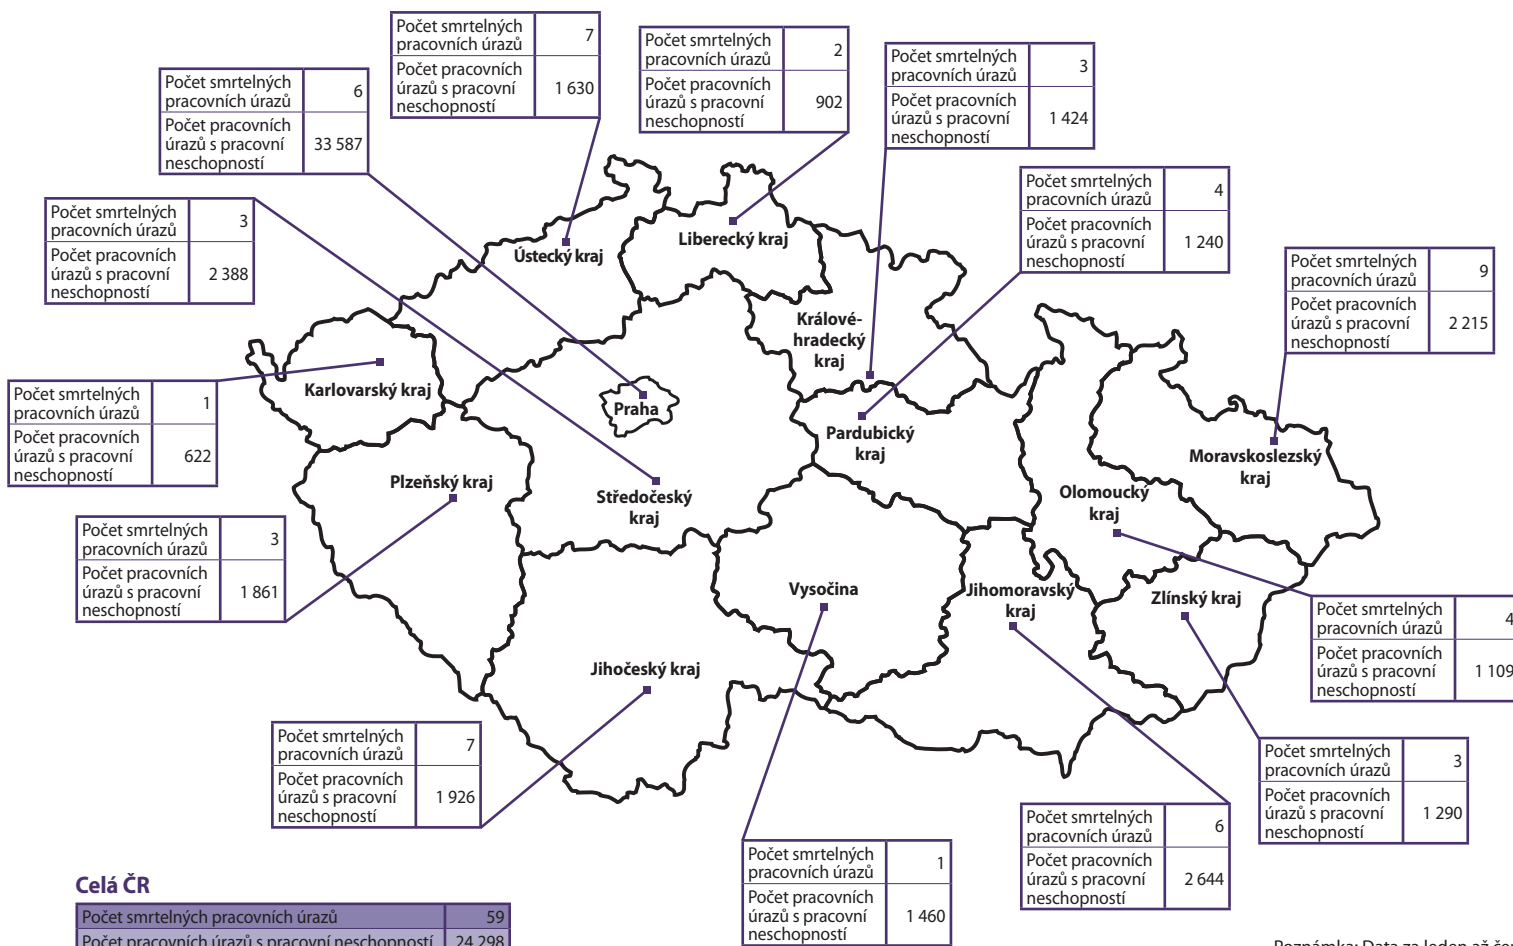 Počet smrtelných
pracovních úrazů
7
Počet pracovních
úrazů s pracovní
neschopností
1 630
Počet smrtelných
pracovních úrazů
2
Počet pracovních
úrazů s pracovní
neschopností
902
Počet smrtelných
pracovních úrazů
3
Počet pracovních
úrazů s pracovní
neschopností
1 424
Počet smrtelných
pracovních úrazů
6
Počet pracovních
úrazů s pracovní
neschopností
33 587
Počet smrtelných
pracovních úrazů
4
Počet pracovních
úrazů s pracovní
neschopností
1 240
Počet smrtelných
pracovních úrazů
3
Počet pracovních
úrazů s pracovní
neschopností
2 388
Počet smrtelných
pracovních úrazů
9
Počet pracovních
úrazů s pracovní
neschopností
2 215
Ústecký kraj
Liberecký kraj
Králové-
hradecký
kraj
Karlovarský kraj
Praha
Pardubický
kraj
Moravskoslezský
kraj
Počet smrtelných
pracovních úrazů
1
Počet pracovních
úrazů s pracovní
neschopností
622
Plzeňský kraj
Středočeský
kraj
Olomoucký
kraj
Počet smrtelných
pracovních úrazů
3
Počet pracovních
úrazů s pracovní
neschopností
1 861
Vysočina
Jihomoravský
kraj
Zlínský kraj
Počet smrtelných
pracovních úrazů
4
Počet pracovních
úrazů s pracovní
neschopností
1 109
Jihočeský kraj
Počet smrtelných
pracovních úrazů
7
Počet pracovních
úrazů s pracovní
neschopností
1 926
Počet smrtelných
pracovních úrazů
3
Počet pracovních
úrazů s pracovní
neschopností
1 290
Počet smrtelných
pracovních úrazů
6
Počet pracovních
úrazů s pracovní
neschopností
2 644
Počet smrtelných
pracovních úrazů
1
Počet pracovních
úrazů s pracovní
neschopností
1 460
Celá ČR
Počet smrtelných pracovních úrazů 59
Počet pracovních úrazů s pracovní neschopností 24 298
Poznámka: Data za leden až